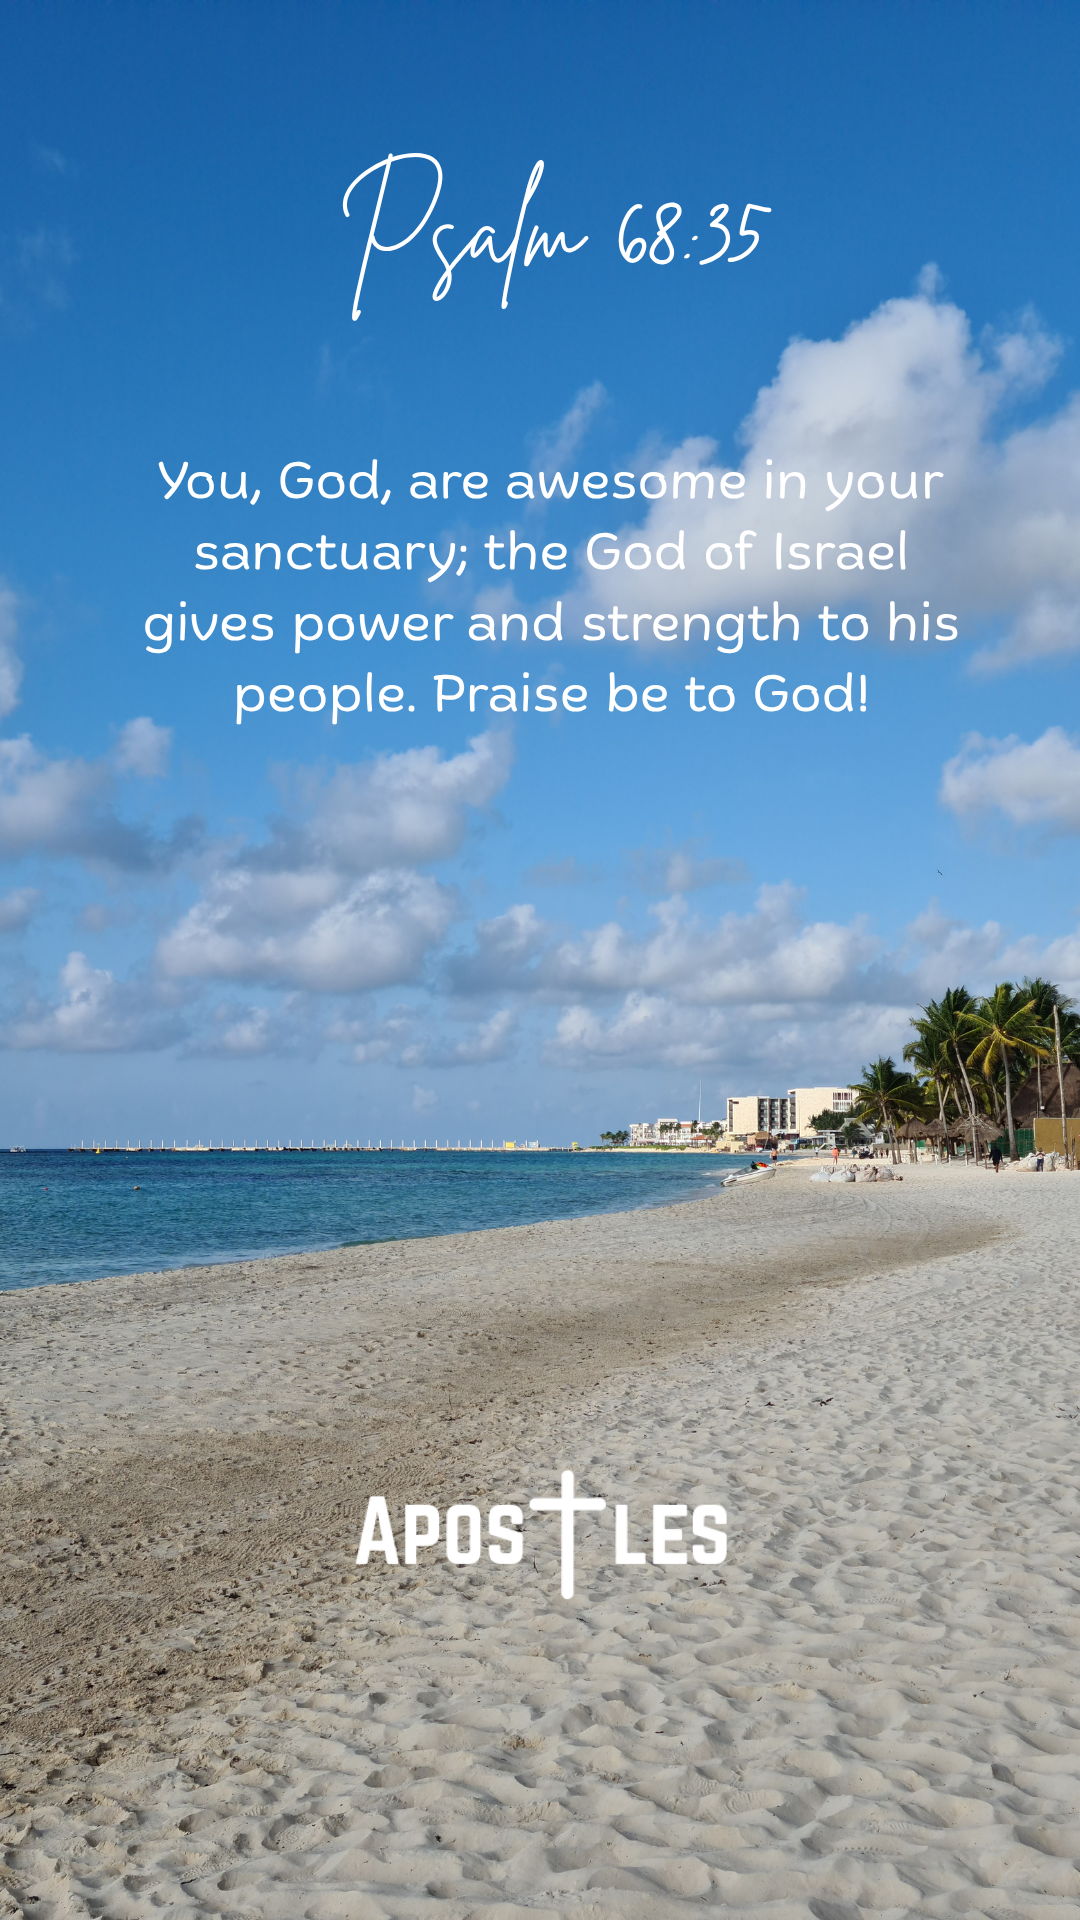 Psalm 68:35
You, God, are awesome in your
sanctuary; the God of Israel
gives power and strength to his
people. Praise be to God!
APOSTLES